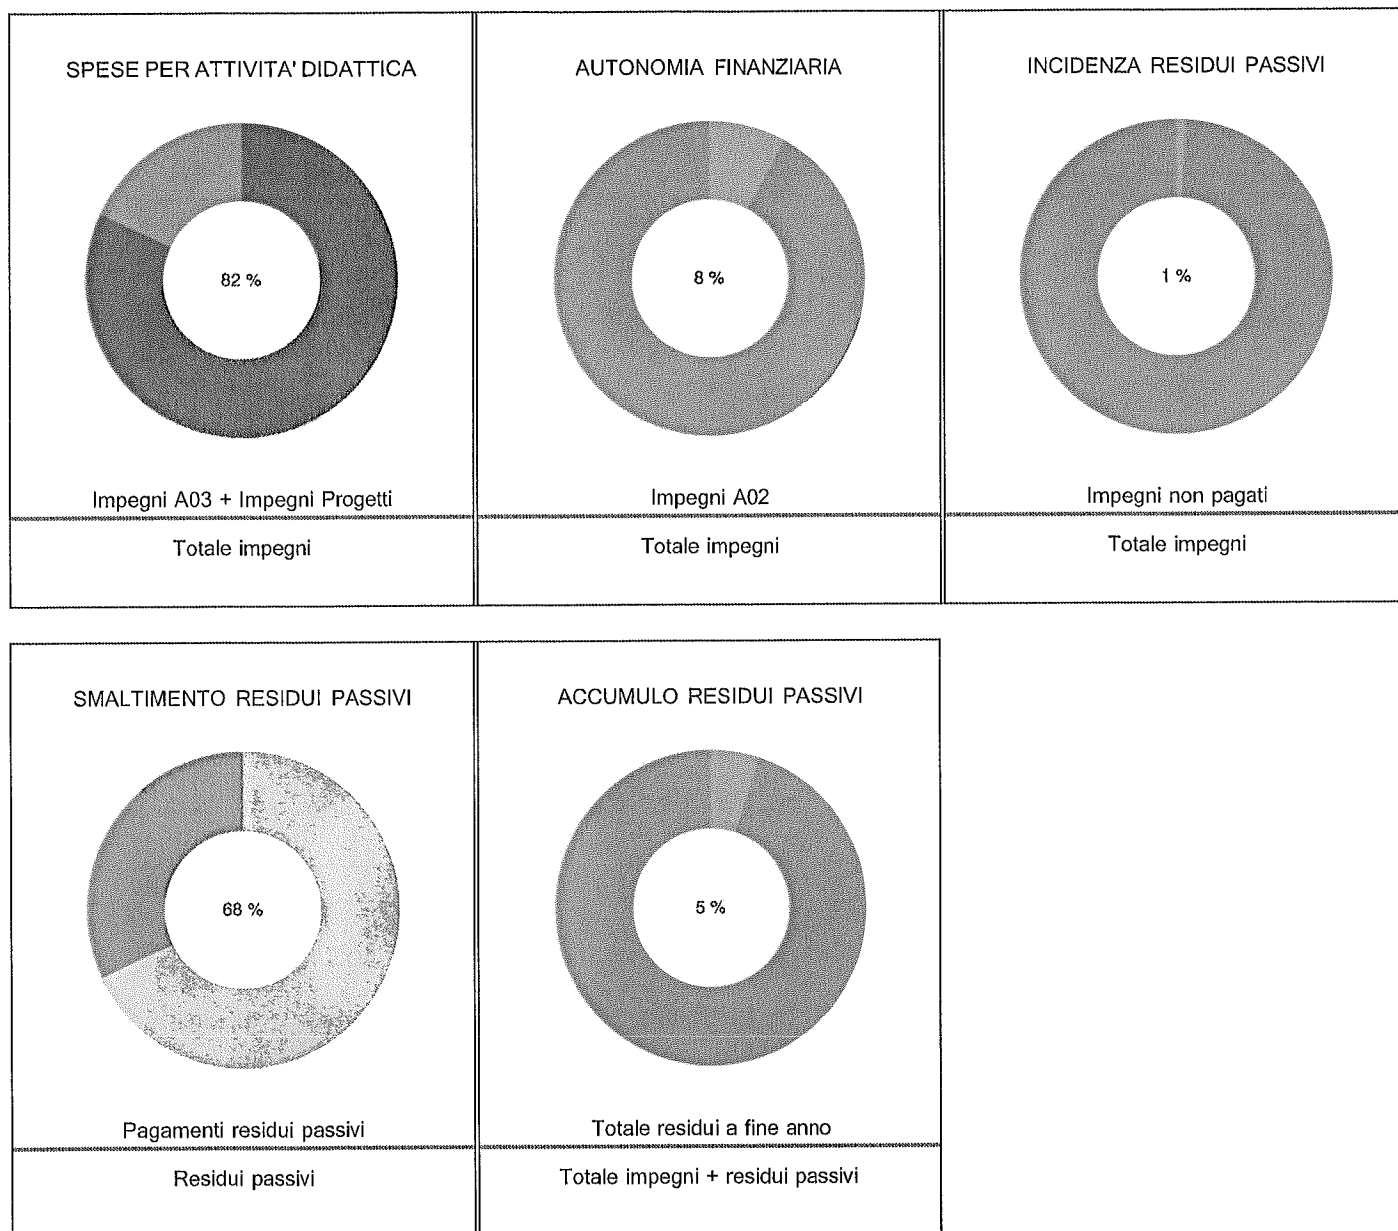 SPESE PER ATTIVITA' DIDATTICA
82 %
Impegni A03 + Impegni Progetti
Totale impegni
AUTONOMIA FINANZIARIA
8 %
Impegni A02
Totale impegni
INCIDENZA RESIDUI PASSIVI
1 %
Impegni non pagati
Totale impegni
SMALTIMENTO RESIDUI PASSIVI
68 %
Pagamenti residui passivi
Residui passivi
ACCUMULO RESIDUI PASSIVI
5 %
Totale residui a fine anno
Totale impegni + residui passivi